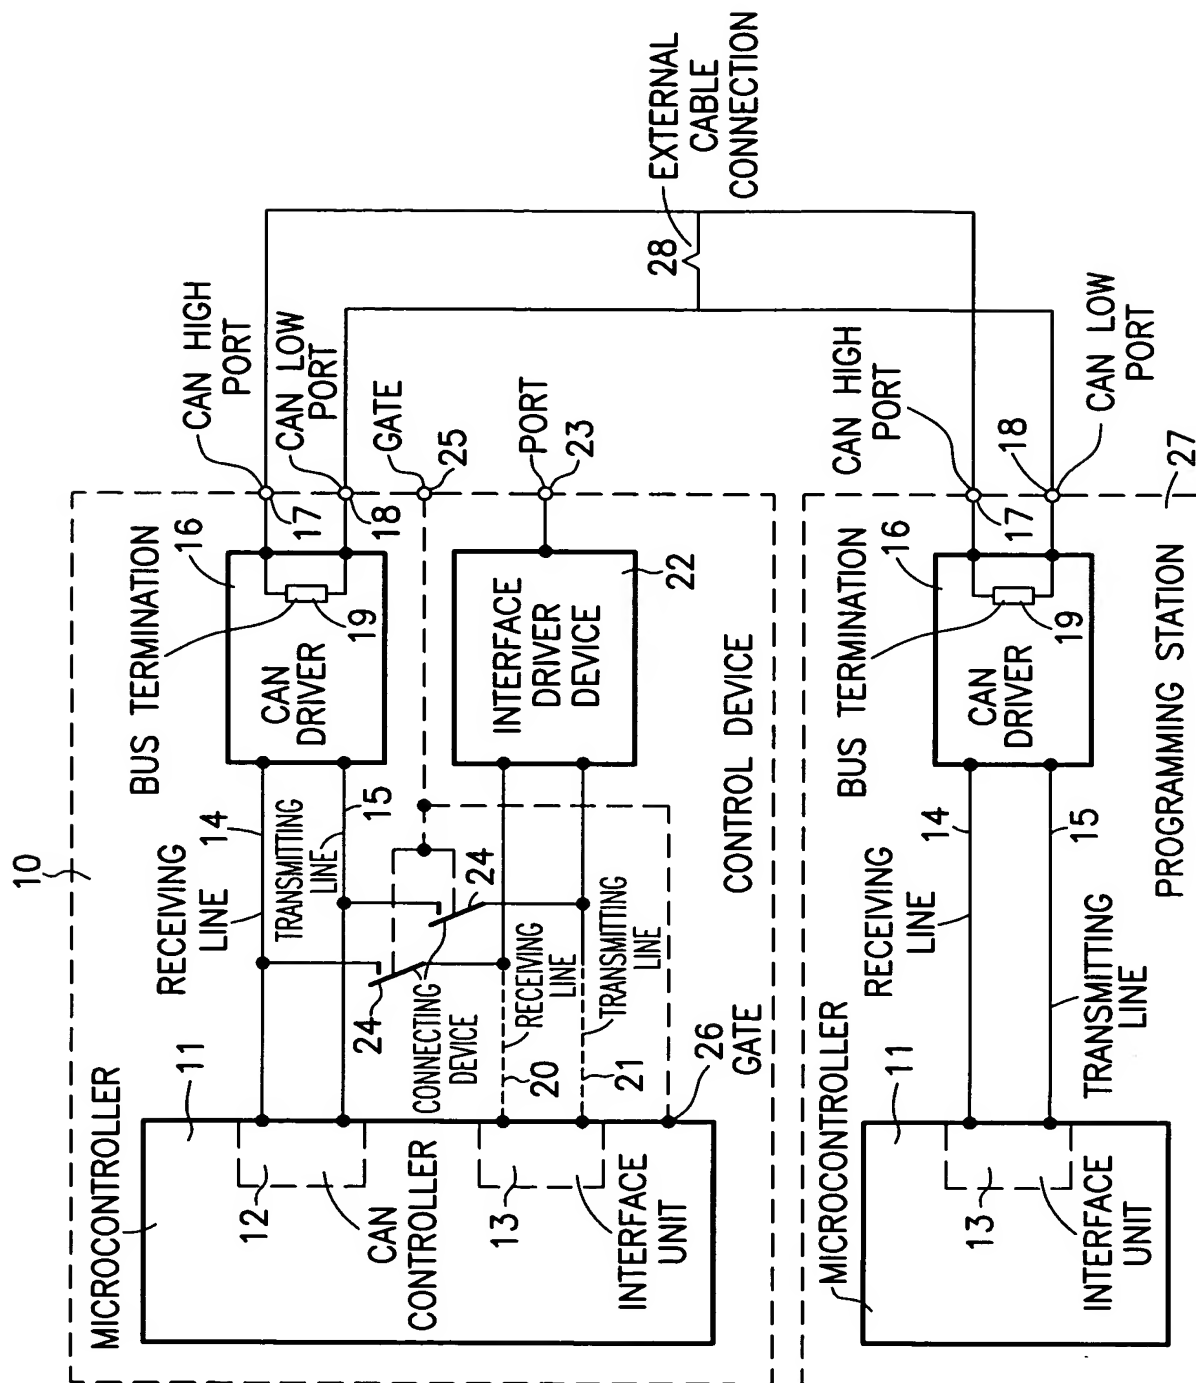 10
MICROCONTROLLER
11
12
CAN
CONTROLLER
13
INTERFACE
UNIT
26
GATE
RECEIVING
LINE
14
TRANSMITTING
LINE
15
24
24
CONNECTING
DEVICE
RECEIVING
LINE
20
TRANSMITTING
LINE
21
BUS TERMINATION
16
CAN
DRIVER
19
INTERFACE
DRIVER
DEVICE
22
CONTROL DEVICE
CAN HIGH
PORT
17
CAN LOW
PORT
18
GATE
25
PORT
23
28
EXTERNAL
CABLE
CONNECTION
MICROCONTROLLER
11
13
INTERFACE
UNIT
RECEIVING
LINE
14
TRANSMITTING
LINE
15
BUS TERMINATION
16
CAN
DRIVER
19
CAN HIGH
PORT
17
18
CAN LOW
PORT
PROGRAMMING STATION
27